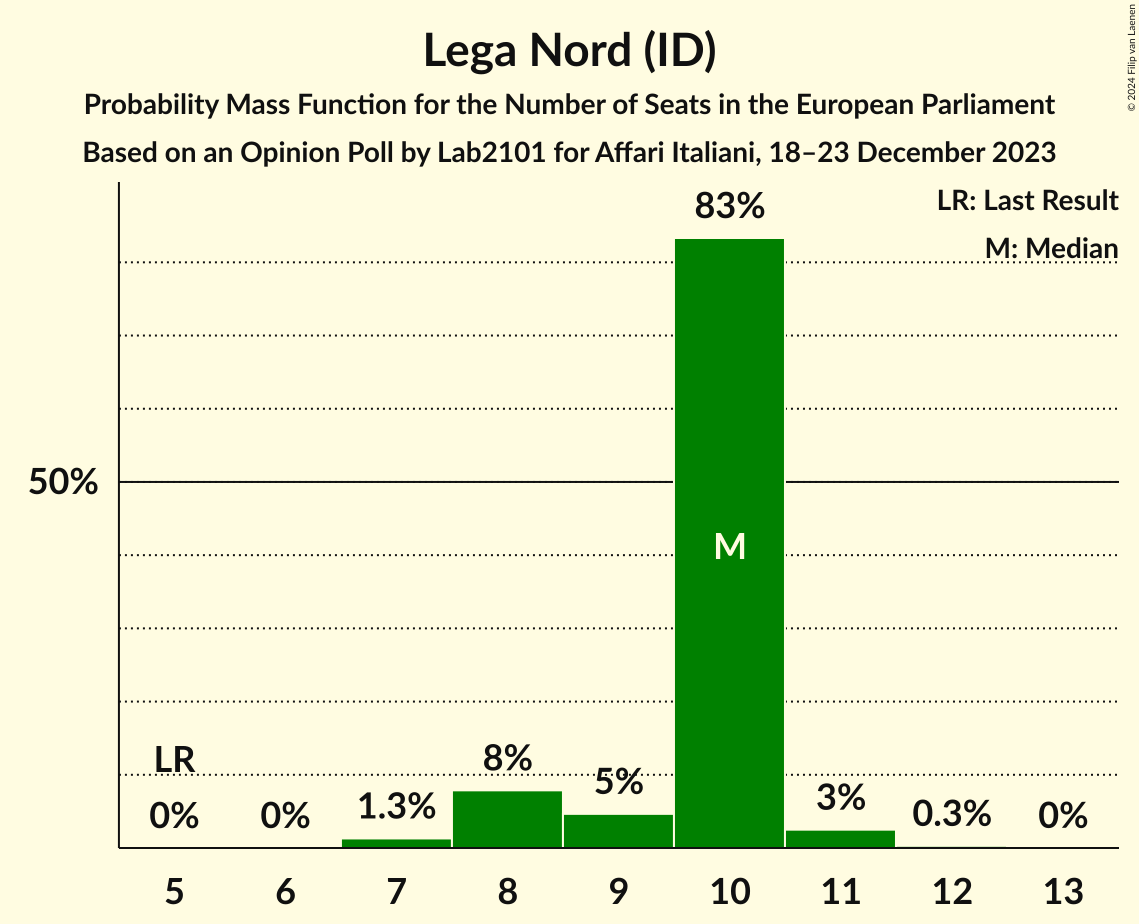 Lega Nord (ID)
Probability Mass Function for the Number of Seats in the European Parliament
Based on an Opinion Poll by Lab2101 for Affari Italiani, 18–23 December 2023
© 2024 Filip van Laenen
LR: Last Result
M: Median
83%
50%
M
LR
0%
0%
1.3%
8%
5%
3%
0.3%
0%
5 6 7 8 9 10 11 12 13